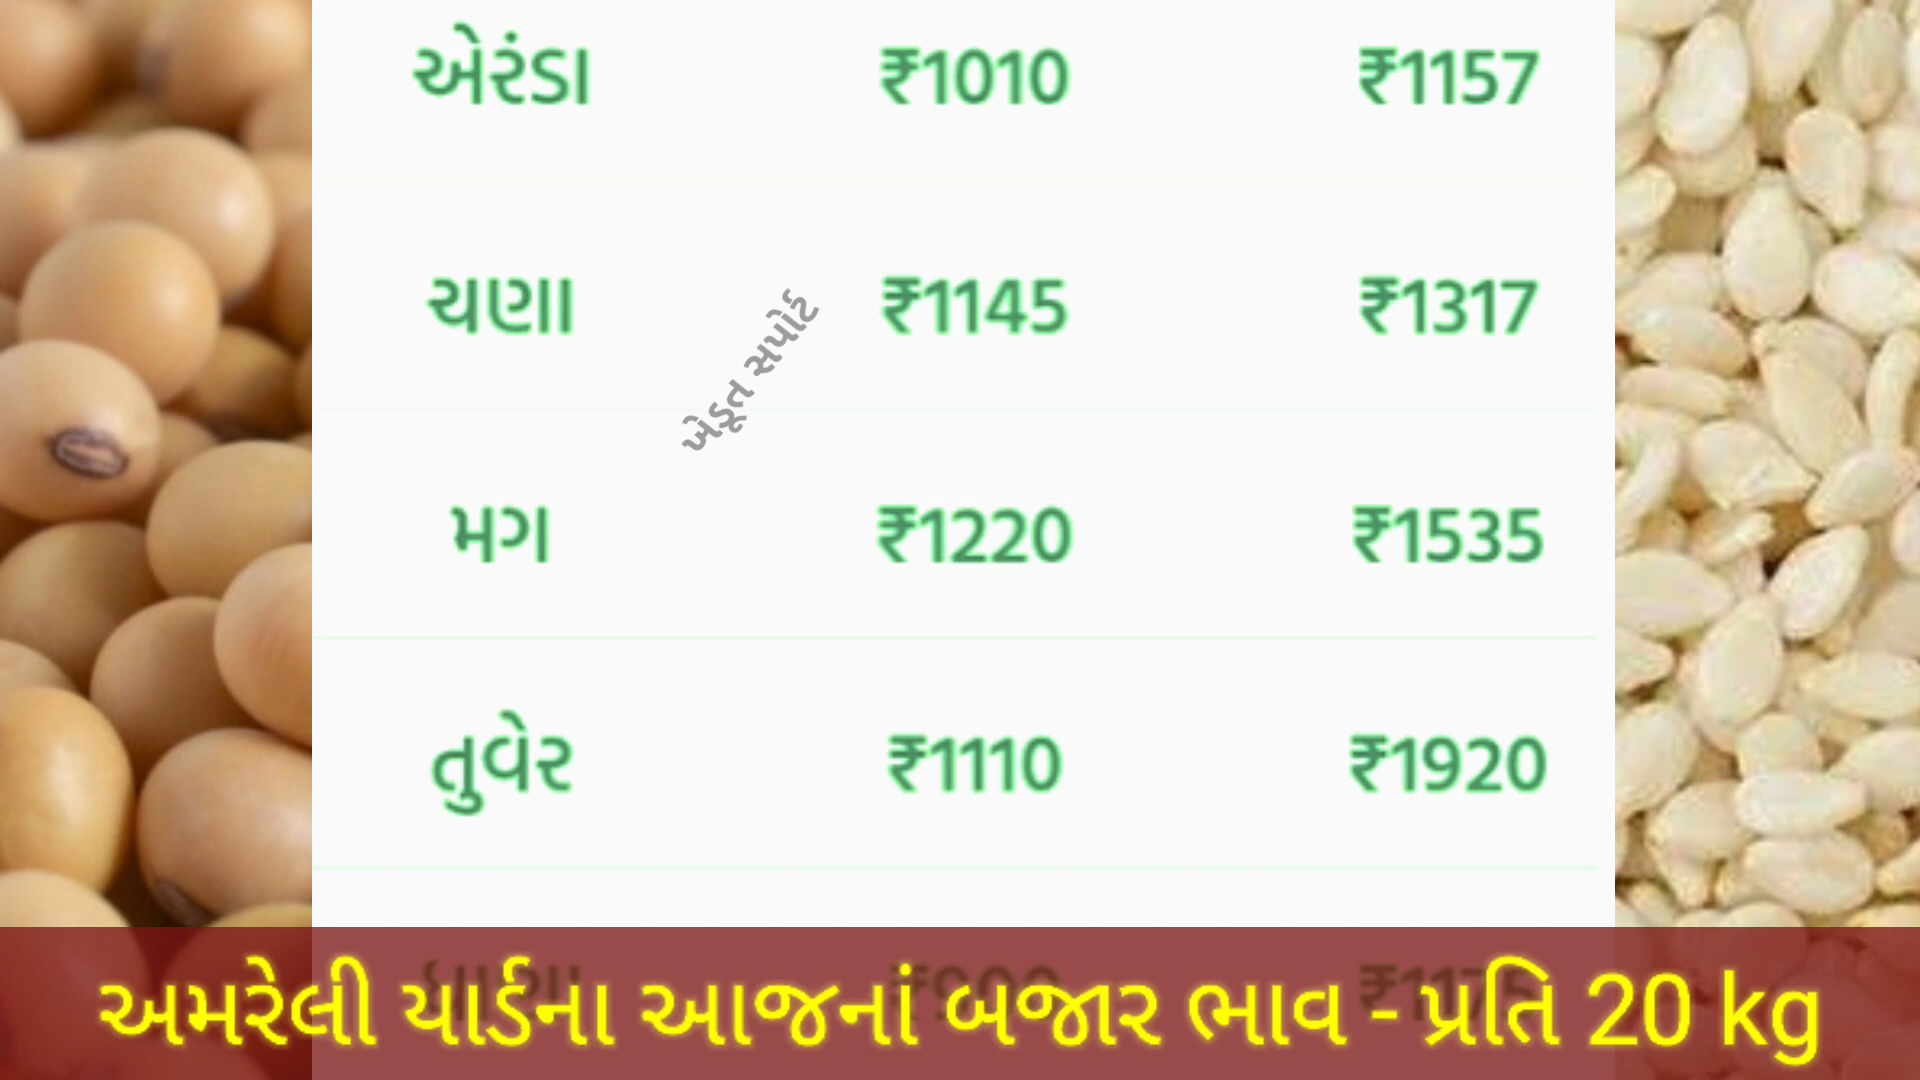 એરંડા ₹1010 ₹1157
ચણા ₹1145 ₹1317
ખેડૂત સપોર્ટ
મગ ₹1220 ₹1535
તુવેર ₹1110 ₹1920
અમરેલી યાર્ડના આજનાં બજાર ભાવ - પ્રતિ 20 kg